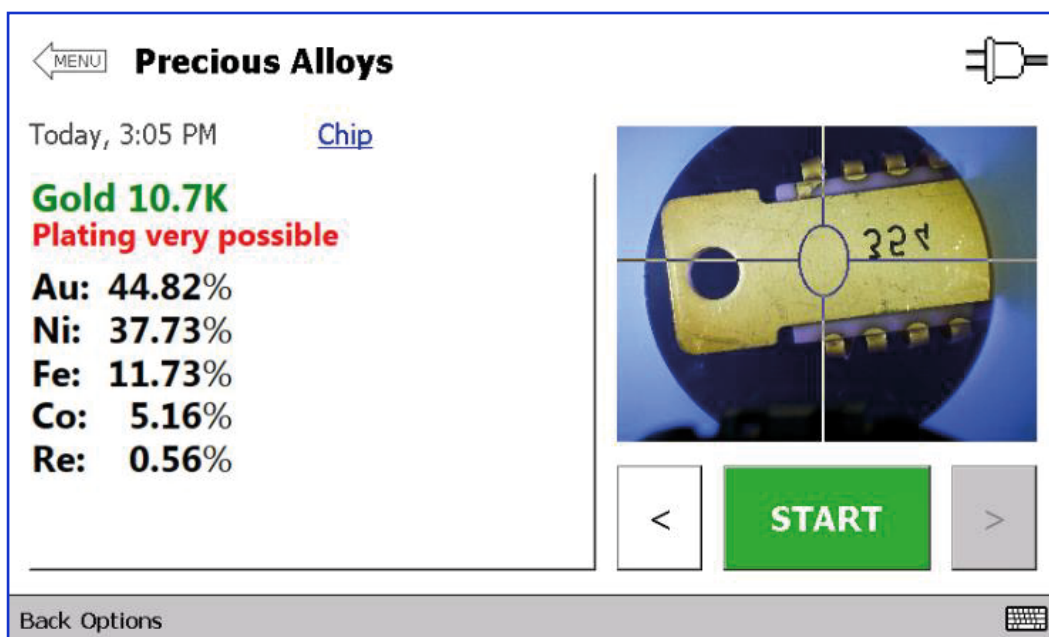 MENU Precious Alloys
Today, 3:05 PM Chip
Gold 10.7K
Plating very possible
Au: 44.82%
Ni: 37.73%
Fe: 11.73%
Co: 5.16%
Re: 0.56%
354
< START >
Back Options